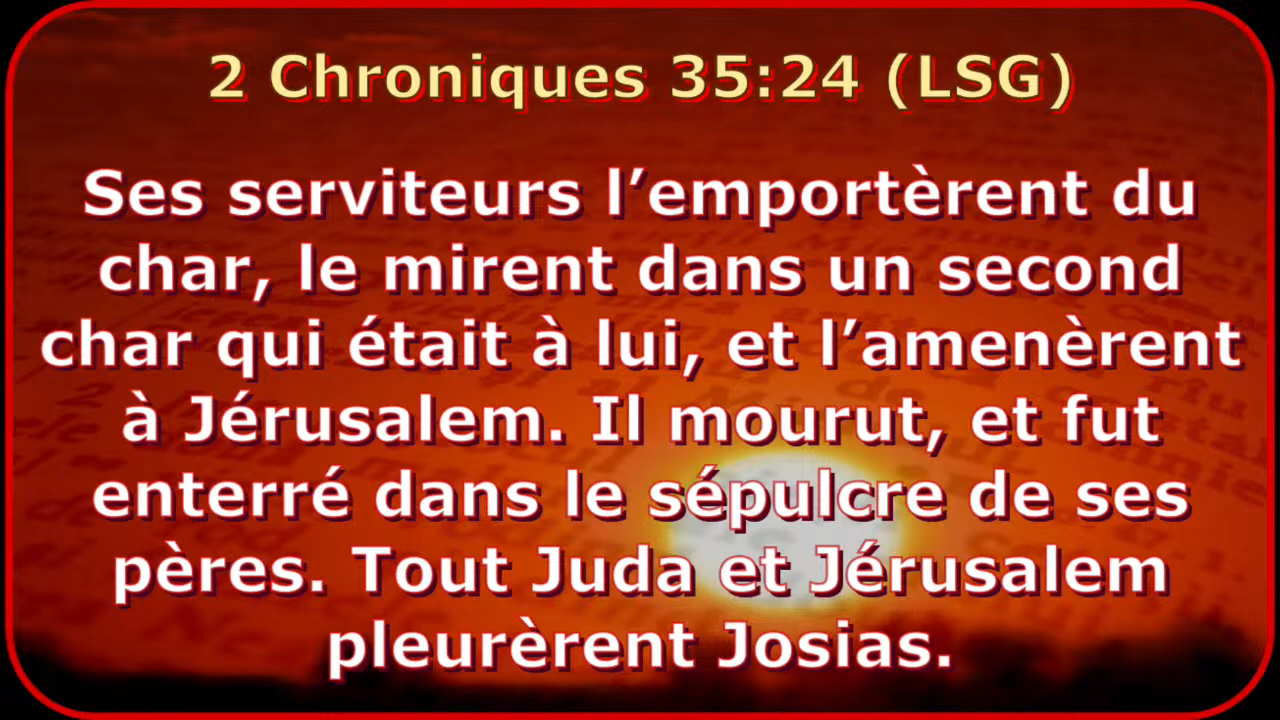 2 Chroniques 35:24 (LSG)
Ses serviteurs l’emportèrent du
char, le mirent dans un second
char qui était à lui, et l’amenèrent
à Jérusalem. Il mourut, et fut
enterré dans le sépulcre de ses
pères. Tout Juda et Jérusalem
pleurèrent Josias.